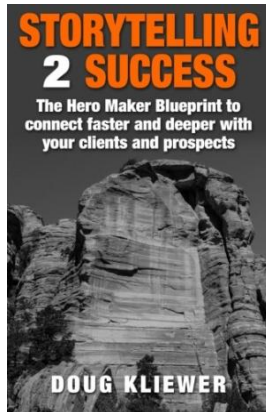 STORYTELLING
2 SUCCESS
The Hero Maker Blueprint to
connect faster and deeper with
your clients and prospects
DOUG KLIEWER